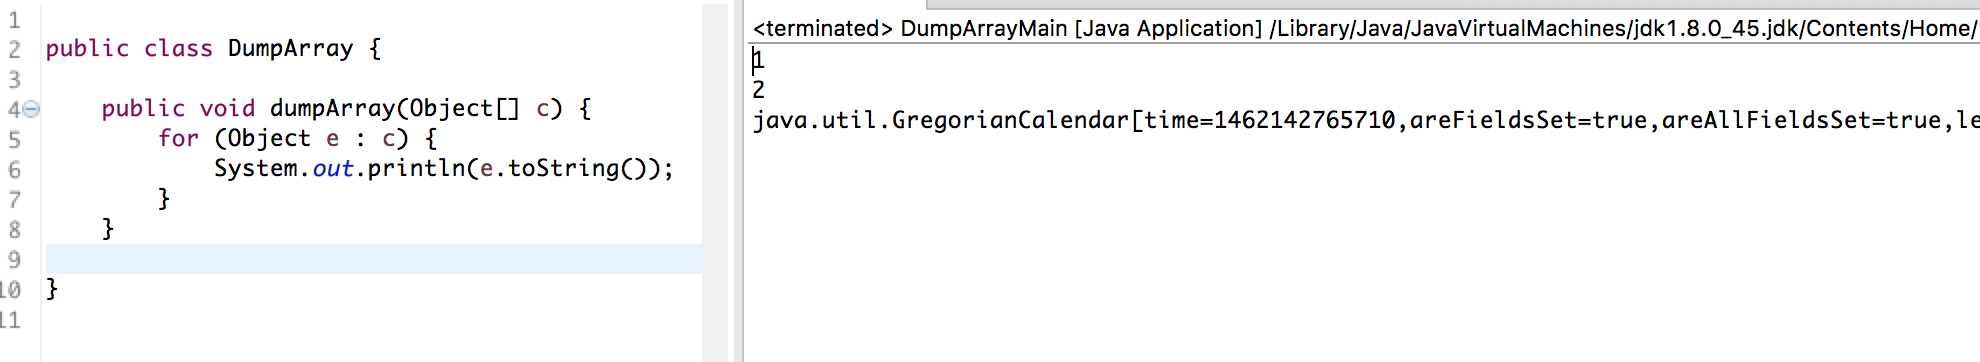 1
2 public class DumpArray {
3
4 public void dumpArray(Object[] c) {
5 for (Object e : c) {
6 System.out.println(e.toString());
7 }
8 }
9
10 }
11
<terminated> DumpArrayMain [Java Application] /Library/Java/JavaVirtualMachines/jdk1.8.0_45.jdk/Contents/Home/
1
2
java.util.GregorianCalendar[time=1462142765710,areFieldsSet=true,areAllFieldsSet=true,le